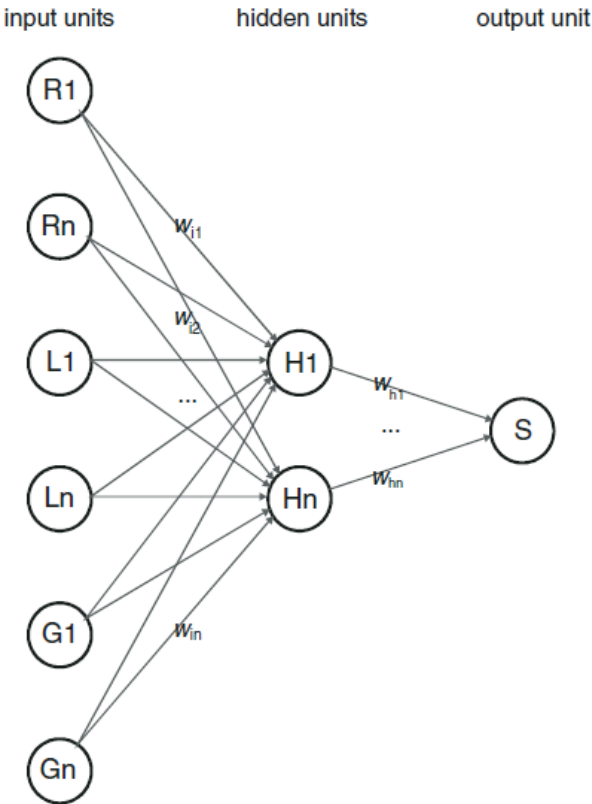 input units hidden units output unit
R1
Rn
w_i1
w_i2
L1
H1
w_h1
...
...
S
Ln
Hn
w_hn
G1
w_in
Gn